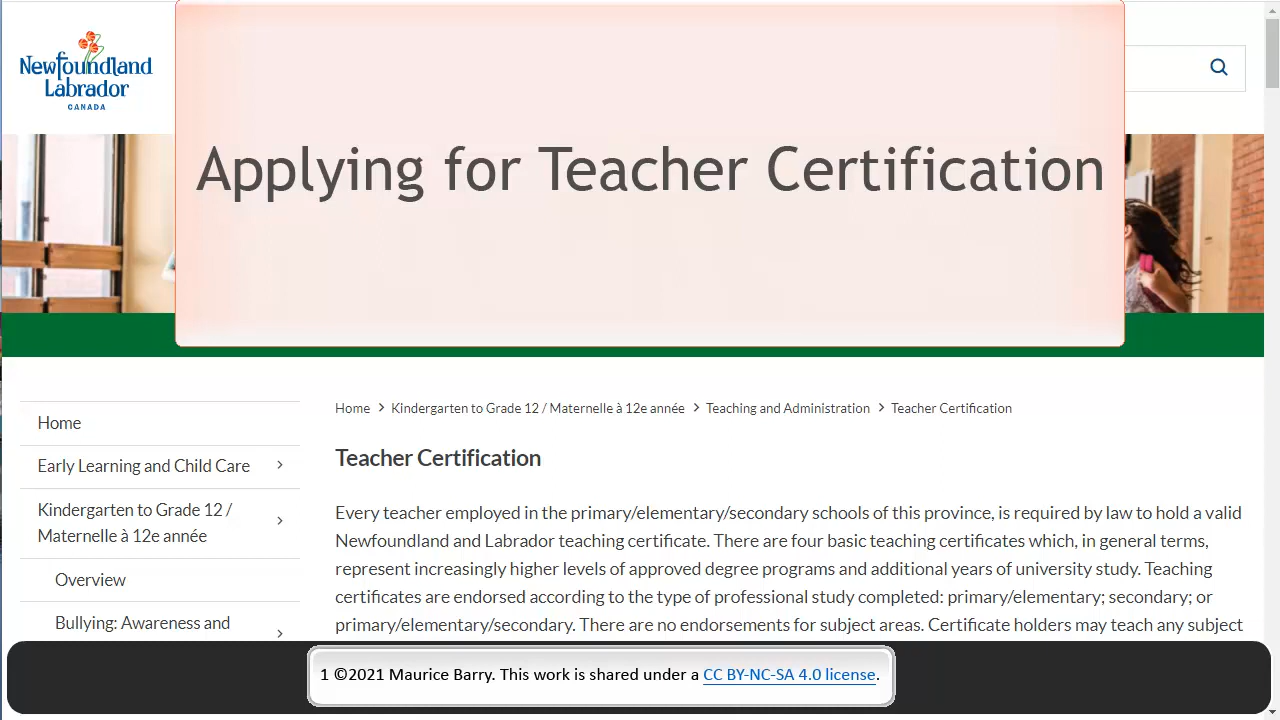 Newfoundland
Labrador
CANADA
Applying for Teacher Certification
Home > Kindergarten to Grade 12 / Maternelle à 12e année > Teaching and Administration > Teacher Certification
Home
Early Learning and Child Care
Kindergarten to Grade 12 /
Maternelle à 12e année
Overview
Bullying: Awareness and
Teacher Certification
Every teacher employed in the primary/elementary/secondary schools of this province, is required by law to hold a valid
Newfoundland and Labrador teaching certificate. There are four basic teaching certificates which, in general terms,
represent increasingly higher levels of approved degree programs and additional years of university study. Teaching
certificates are endorsed according to the type of professional study completed: primary/elementary; secondary; or
primary/elementary/secondary. There are no endorsements for subject areas. Certificate holders may teach any subject
1 ©2021 Maurice Barry. This work is shared under a CC BY-NC-SA 4.0 license.